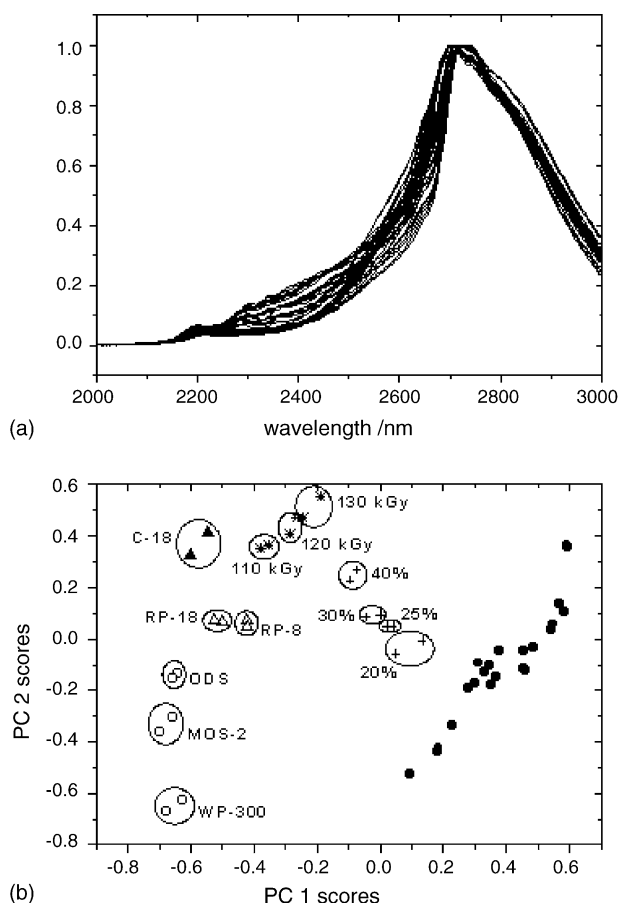 1.0
0.8
0.6
0.4
0.2
0.0
2000 2200 2400 2600 2800 3000
(a) wavelength /nm
0.6
0.4
0.2
0.0
-0.2
-0.4
-0.6
-0.8
PC 2 scores
C-18
130 kGy
120 kGy
110 kGy
40%
RP-18
RP-8
30%
25%
20%
ODS
MOS-2
WP-300
-0.8 -0.6 -0.4 -0.2 0.0 0.2 0.4 0.6
(b) PC 1 scores